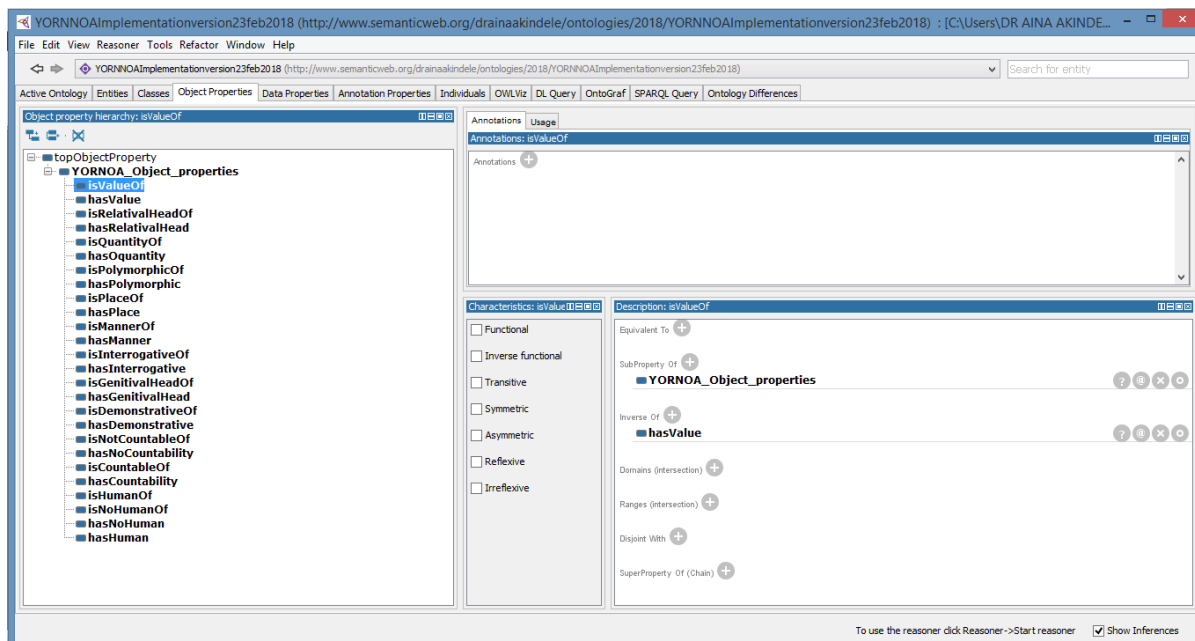 YORNNOAImplementationversion23feb2018 (http://www.semanticweb.org/drainaakindele/ontologies/2018/YORNNOAImplementationversion23feb2018) : [C:\Users\DR AINA AKINDE...
File Edit View Reasoner Tools Refactor Window Help
YORNNOAImplementationversion23feb2018 (http://www.semanticweb.org/drainaakindele/ontologies/2018/YORNNOAImplementationversion23feb2018)
Search for entity
Active Ontology Entities Classes Object Properties Data Properties Annotation Properties Individuals OWLViz DL Query OntoGraf SPARQL Query Ontology Differences
Object property hierarchy: isValueOf
topObjectProperty
YORNOA_Object_properties
isValueOf
hasValue
isRelativalHeadOf
hasRelativalHead
isQuantityOf
hasOquantity
isPolymorphicOf
hasPolymorphic
isPlaceOf
hasPlace
isMannerOf
hasManner
isInterrogativeOf
hasInterrogative
isGenitivalHeadOf
hasGenitivalHead
isDemonstrativeOf
hasDemonstrative
isNotCountableOf
hasNoCountability
isCountableOf
hasCountability
isHumanOf
isNoHumanOf
hasNoHuman
hasHuman
Annotations Usage
Annotations: isValueOf
Annotations
Characteristics: isValue
Functional
Inverse functional
Transitive
Symmetric
Asymmetric
Reflexive
Irreflexive
Description: isValueOf
Equivalent To
SubProperty Of
YORNOA_Object_properties
Inverse Of
hasValue
Domains (intersection)
Ranges (intersection)
Disjoint With
SuperProperty Of (Chain)
To use the reasoner click Reasoner->Start reasoner Show Inferences